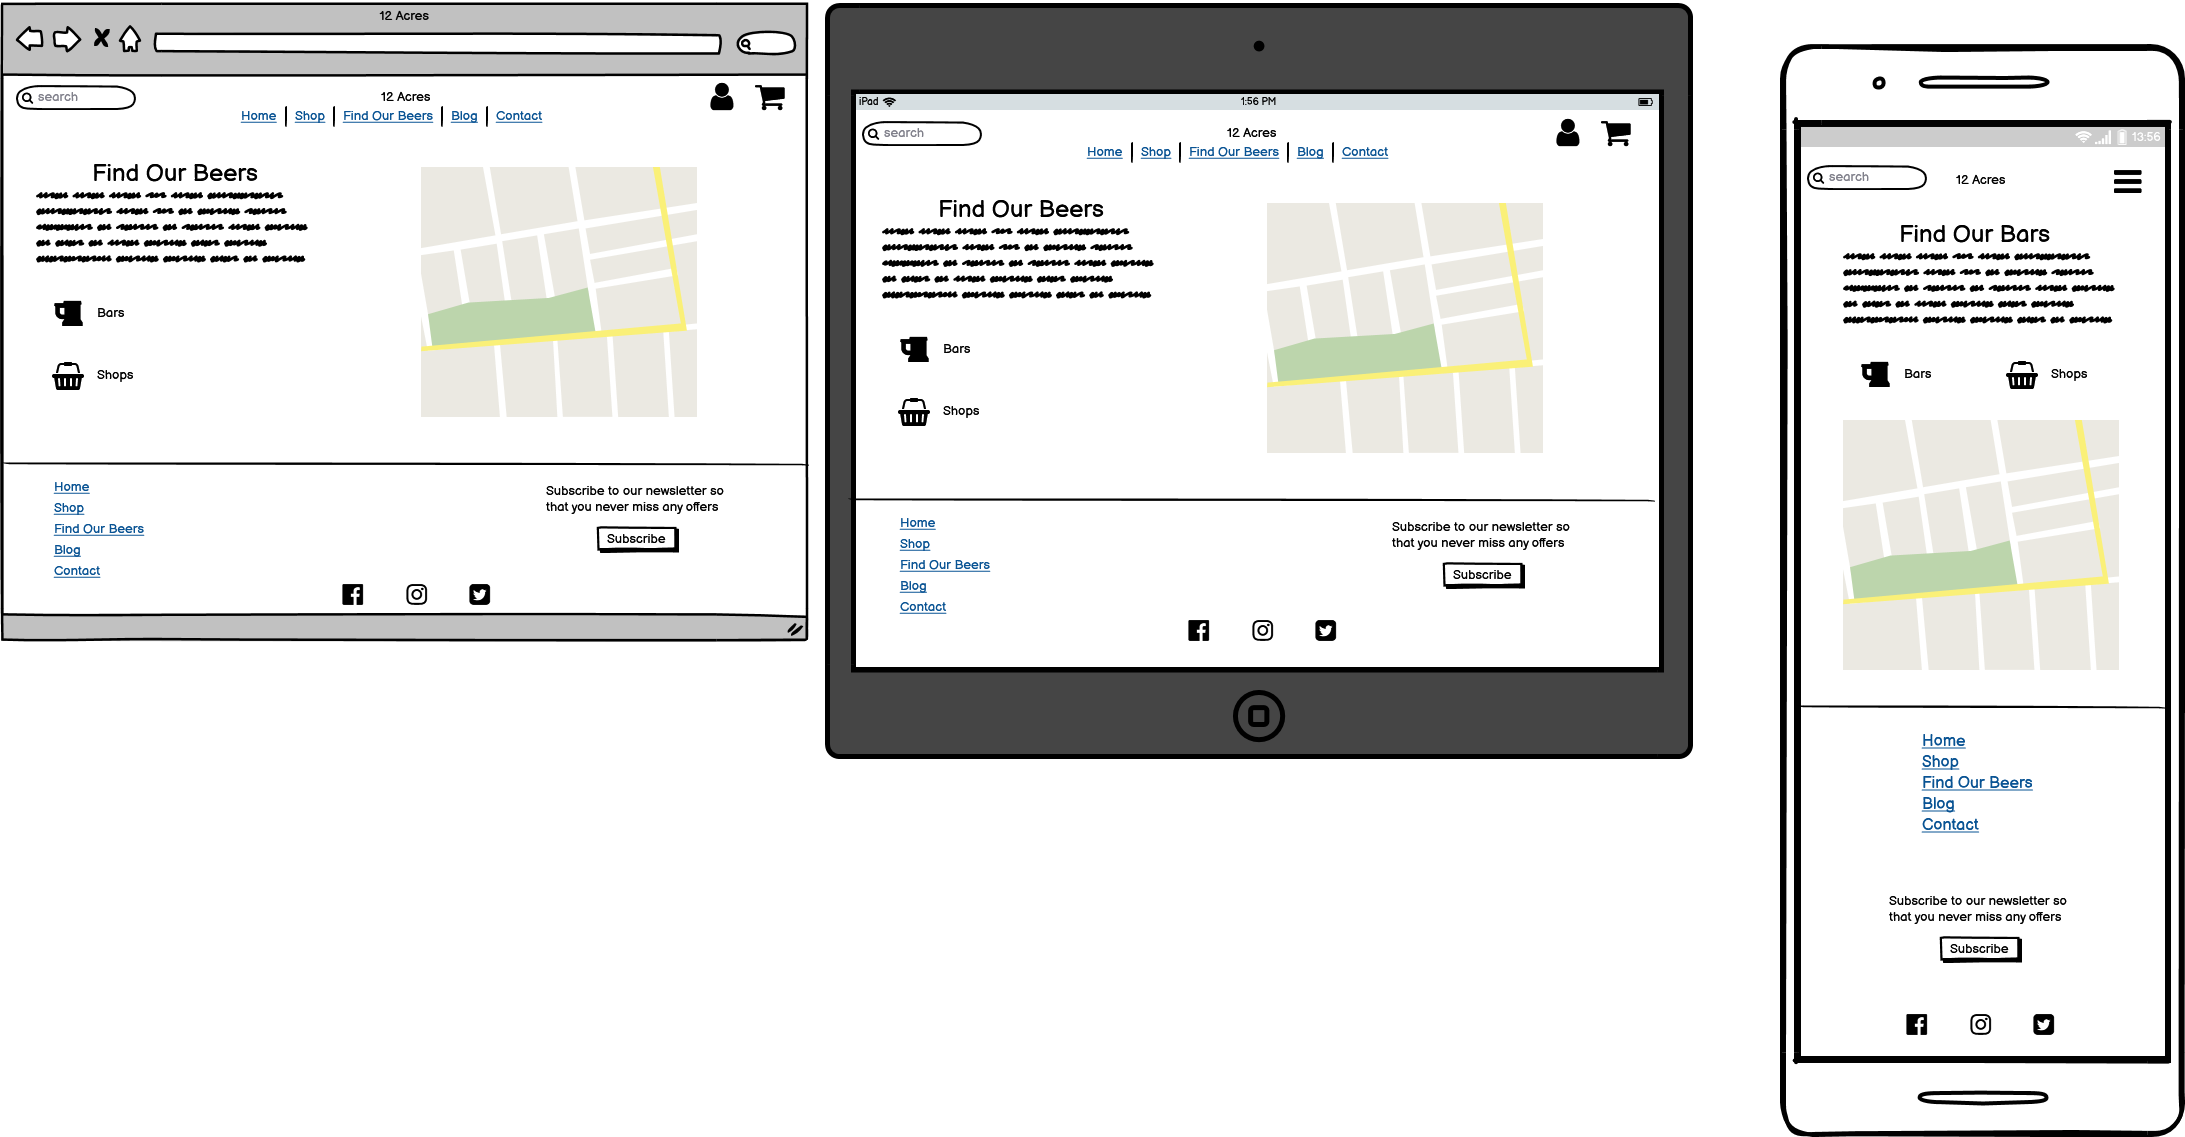 12 Acres
search
12 Acres
Home | Shop | Find Our Beers | Blog | Contact
Find Our Beers
Bars
Shops
Home
Shop
Find Our Beers
Blog
Contact
Subscribe to our newsletter so
that you never miss any offers
Subscribe
iPad 1:56 PM
search
12 Acres
Home | Shop | Find Our Beers | Blog | Contact
Find Our Beers
Bars
Shops
Home
Shop
Find Our Beers
Blog
Contact
Subscribe to our newsletter so
that you never miss any offers
Subscribe
13:56
search 12 Acres
Find Our Bars
Bars Shops
Home
Shop
Find Our Beers
Blog
Contact
Subscribe to our newsletter so
that you never miss any offers
Subscribe